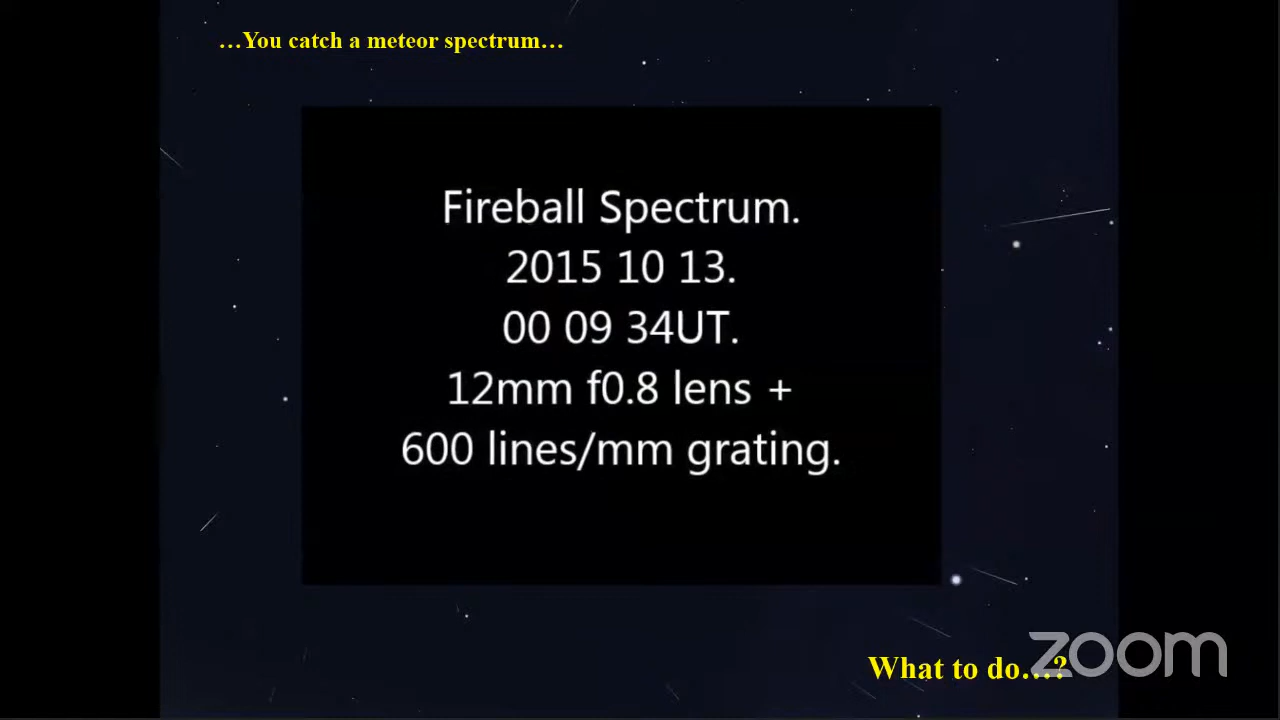 …You catch a meteor spectrum…
Fireball Spectrum.
2015 10 13.
00 09 34UT.
12mm f0.8 lens +
600 lines/mm grating.
What to do….?
zoom